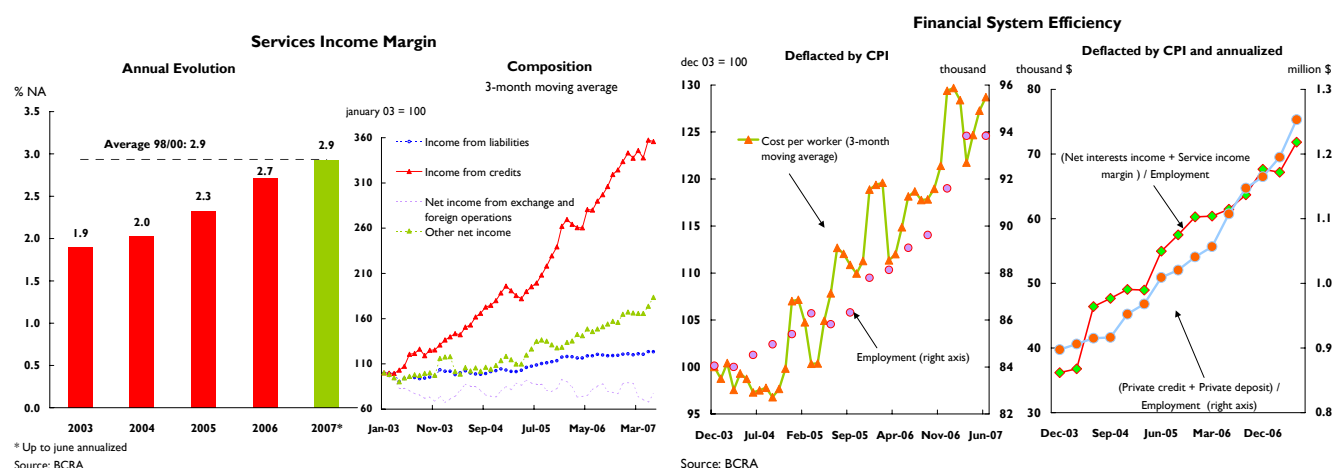 Services Income Margin
Annual Evolution
% NA
3.5
3.0
2.5
2.0
1.5
1.0
0.5
0.0
Average 98/00: 2.9
1.9
2.0
2.3
2.7
2.9
2003
2004
2005
2006
2007*
* Up to june annualized
Source: BCRA
Composition
3-month moving average
january 03 = 100
360
310
260
210
160
110
60
Income from liabilities
Income from credits
Net income from exchange and
foreign operations
Other net income
Jan-03
Nov-03
Sep-04
Jul-05
May-06
Mar-07
Financial System Efficiency
Deflacted by CPI
dec 03 = 100
thousand
130
125
120
115
110
105
100
95
96
94
92
90
88
86
84
82
Cost per worker (3-month
moving average)
Employment (right axis)
Dec-03
Jul-04
Feb-05
Sep-05
Apr-06
Nov-06
Jun-07
Source: BCRA
Deflacted by CPI and annualized
thousand $
million $
80
70
60
50
40
30
1.3
1.2
1.1
1.0
0.9
0.8
(Net interests income + Service income
margin ) / Employment
(Private credit + Private deposit) /
Employment (right axis)
Dec-03
Sep-04
Jun-05
Mar-06
Dec-06